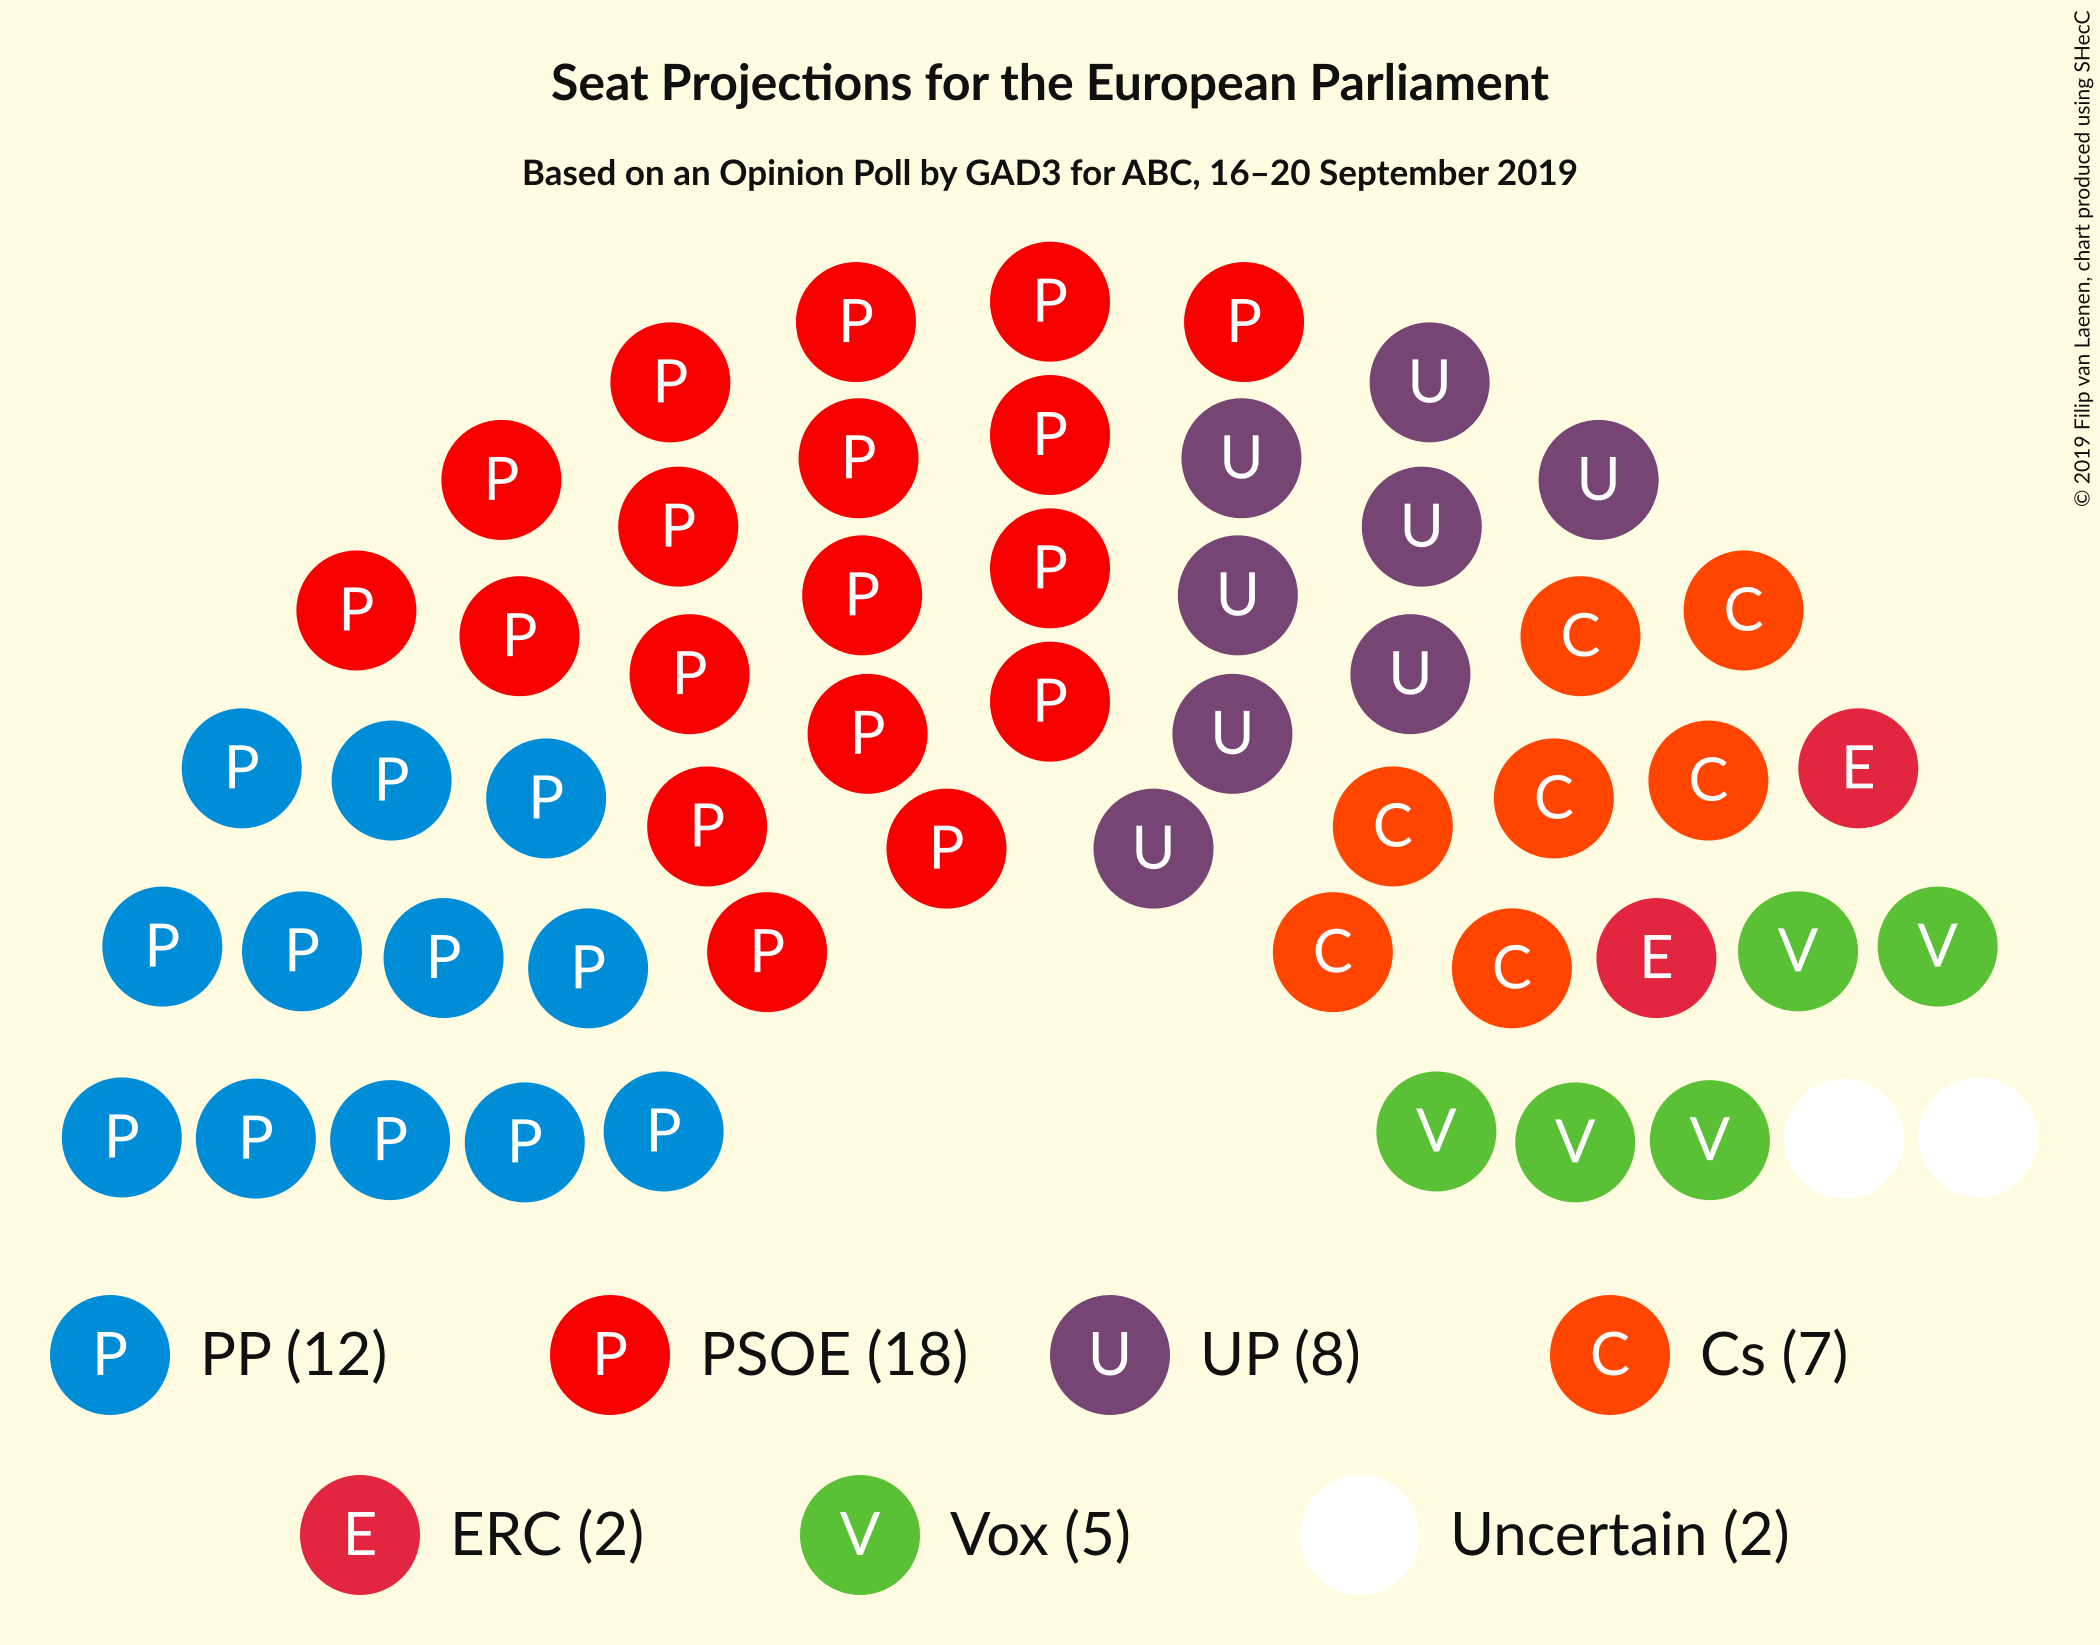 Seat Projections for the European Parliament
Based on an Opinion Poll by GAD3 for ABC, 16–20 September 2019
© 2019 Filip van Laenen, chart produced using SHecC
P
P P
P U
P P
P U
P U
P U
P P
P U
P C
P C
P U
P U
P P
P C
P P C E
P C
P U
P P C V V
P P C E
P P P P P V V V
P PP (12) P PSOE (18) U UP (8) C Cs (7)
E ERC (2) V Vox (5) Uncertain (2)